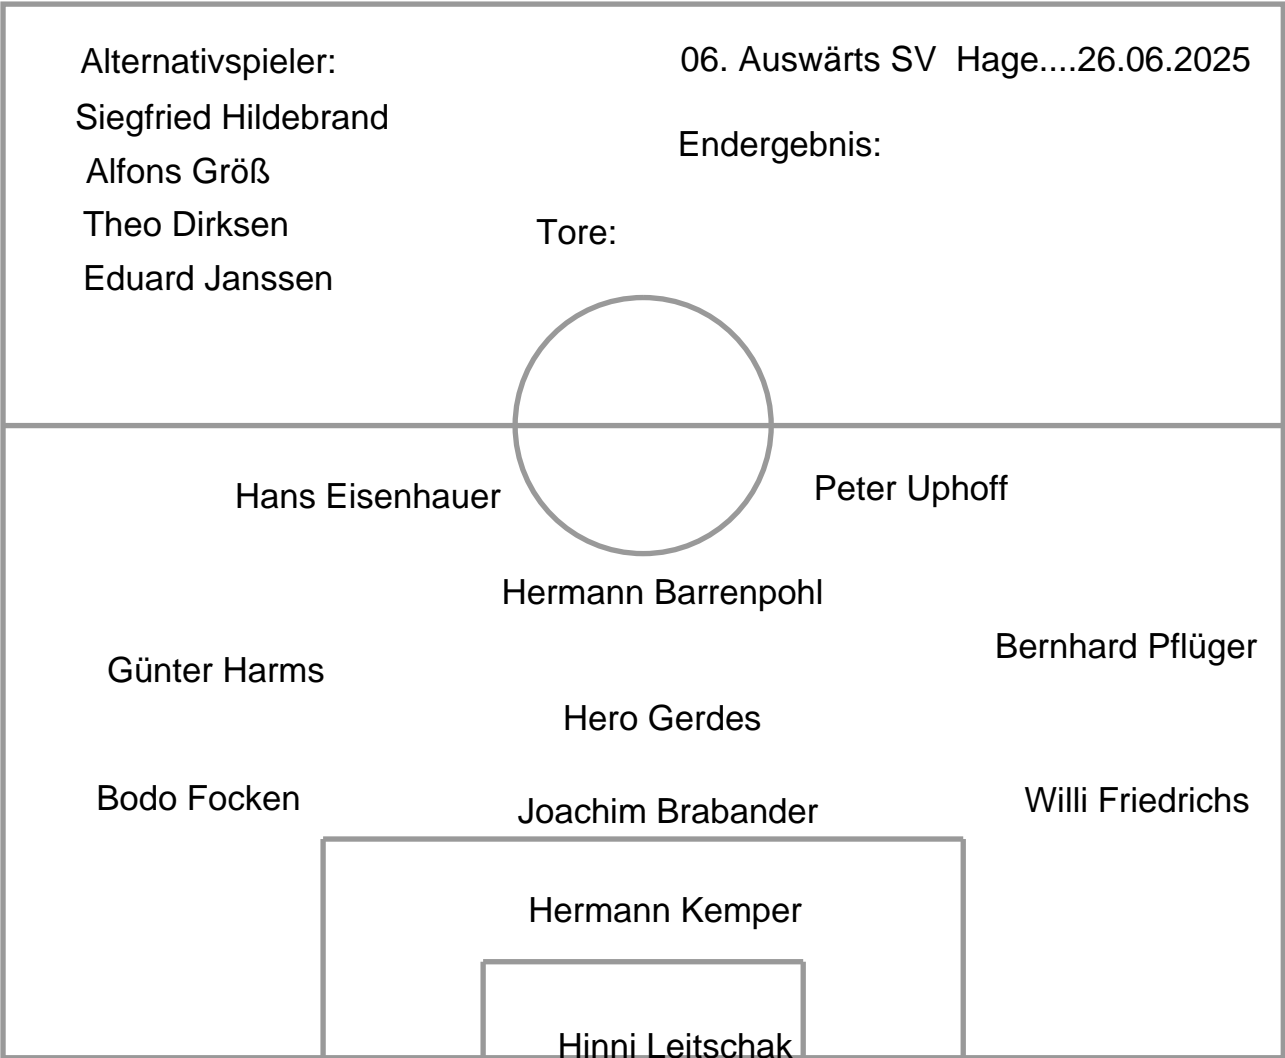 Alternativspieler:
06. Auswärts SV  Hage....26.06.2025
Siegfried Hildebrand
Endergebnis:
Alfons Größ
Theo Dirksen
Tore:
Eduard Janssen
Hans Eisenhauer
Peter Uphoff
Hermann Barrenpohl
Bernhard Pflüger
Günter Harms
Hero Gerdes
Bodo Focken
Joachim Brabander
Willi Friedrichs
Hermann Kemper
Hinni Leitschak